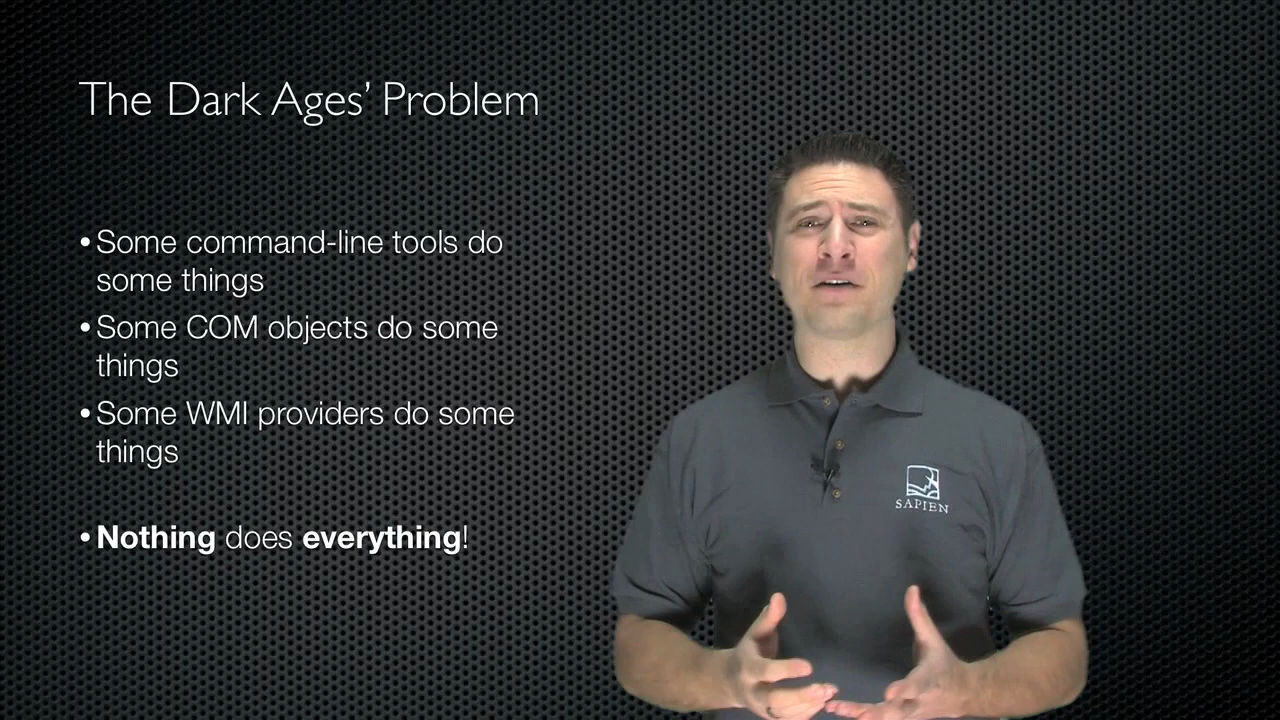 The Dark Ages’ Problem
• Some command-line tools do
some things
• Some COM objects do some
things
• Some WMI providers do some
things
• Nothing does everything!
SAPIEN